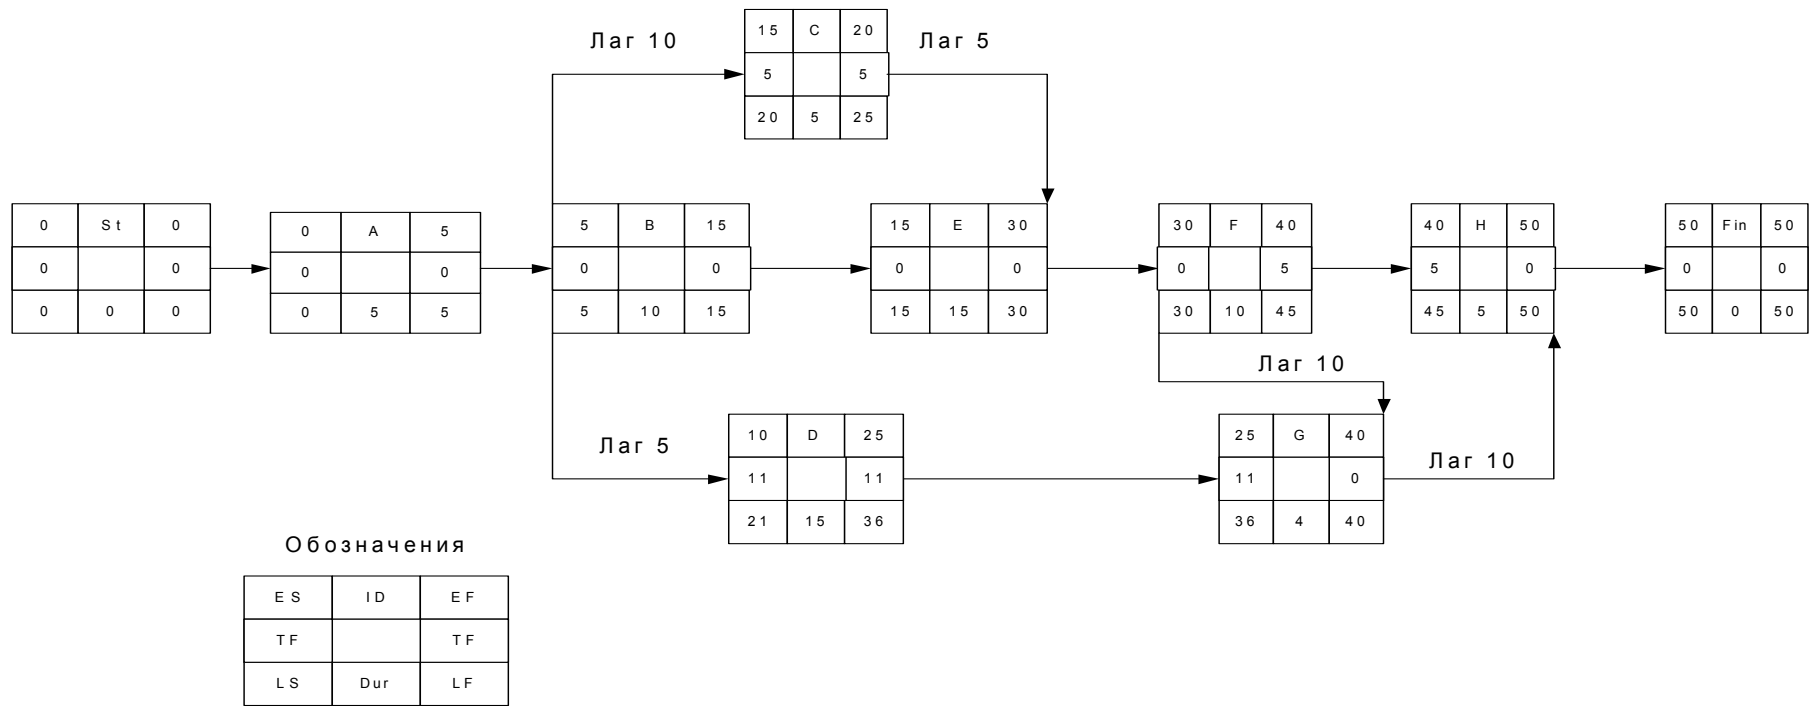 Лаг 10
15 C 20
5 5
20 5 25
Лаг 5
0 St 0
0 0
0 0 0
0 A 5
0 0
0 5 5
5 B 15
0 0
5 10 15
15 E 30
0 0
15 15 30
30 F 40
0 5
30 10 45
40 H 50
5 0
45 5 50
50 Fin 50
0 0
50 0 50
Лаг 5
10 D 25
11 11
21 15 36
Лаг 10
25 G 40
11 0
36 4 40
Лаг 10
Обозначения
ES ID EF
TF TF
LS Dur LF